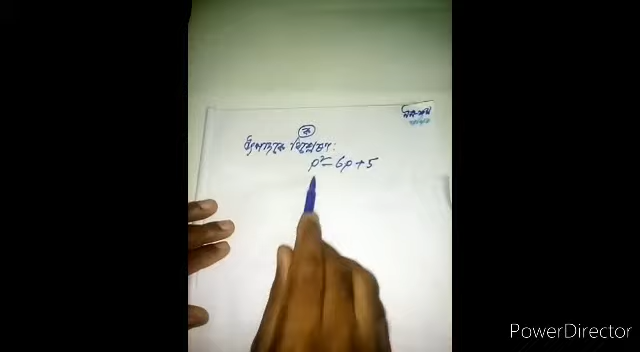 ক
উৎপাদকে বিশ্লেষণ:
p² - 6p + 5
PowerDirector